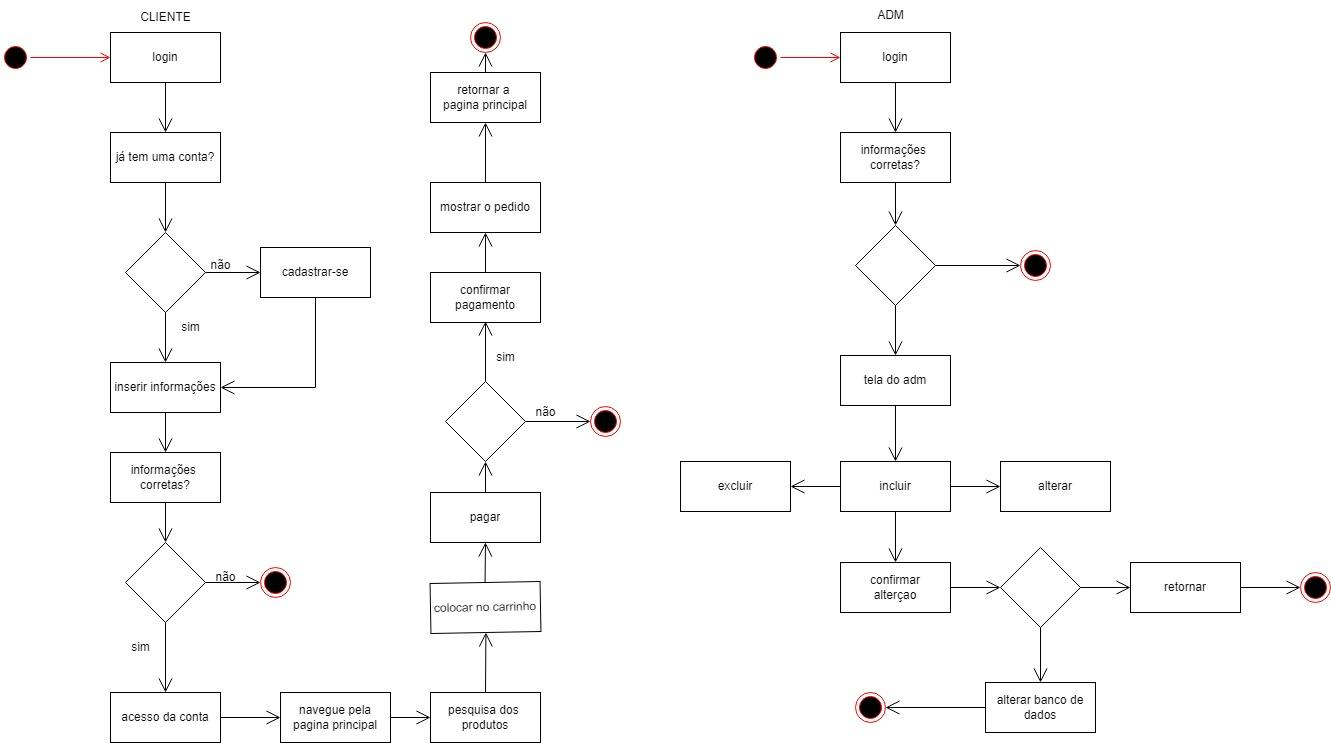 CLIENTE
login
já tem uma conta?
não
cadastrar-se
sim
inserir informações
informações
corretas?
não
sim
acesso da conta
navegue pela
pagina principal
pesquisa dos
produtos
colocar no carrinho
pagar
não
sim
confirmar
pagamento
mostrar o pedido
retornar a
pagina principal
ADM
login
informações
corretas?
tela do adm
excluir
incluir
alterar
confirmar
alterçao
retornar
alterar banco de
dados